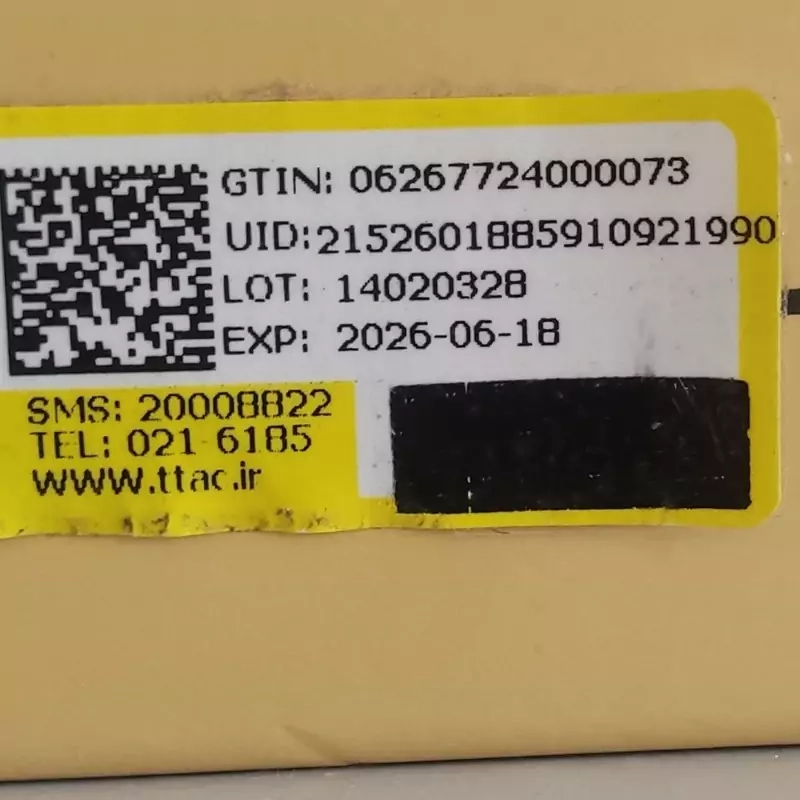 GTIN: 06267724000073
UID:2152601885910921990
LOT: 14020328
EXP: 2026-06-18
SMS: 20008822
TEL: 021 6185
www.ttac.ir